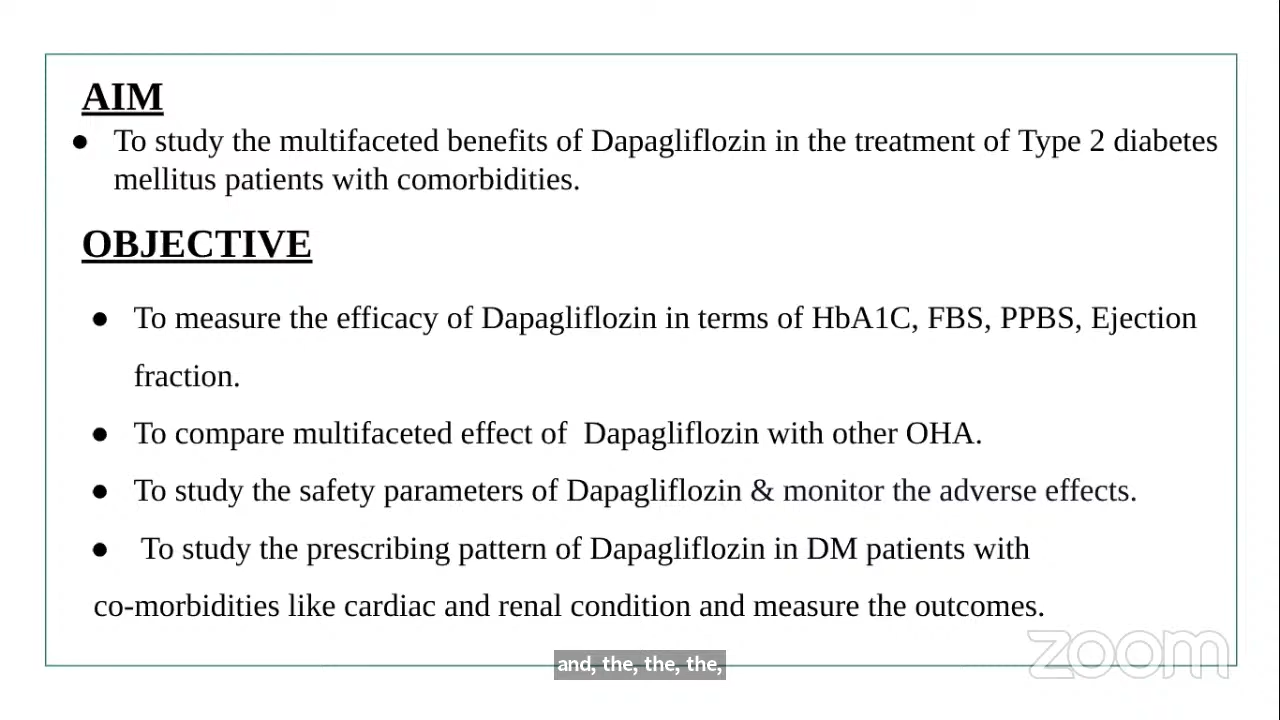 AIM
● To study the multifaceted benefits of Dapagliflozin in the treatment of Type 2 diabetes
mellitus patients with comorbidities.
OBJECTIVE
● To measure the efficacy of Dapagliflozin in terms of HbA1C, FBS, PPBS, Ejection
fraction.
● To compare multifaceted effect of  Dapagliflozin with other OHA.
● To study the safety parameters of Dapagliflozin & monitor the adverse effects.
● To study the prescribing pattern of Dapagliflozin in DM patients with
co-morbidities like cardiac and renal condition and measure the outcomes.
zoom
and, the, the, the,